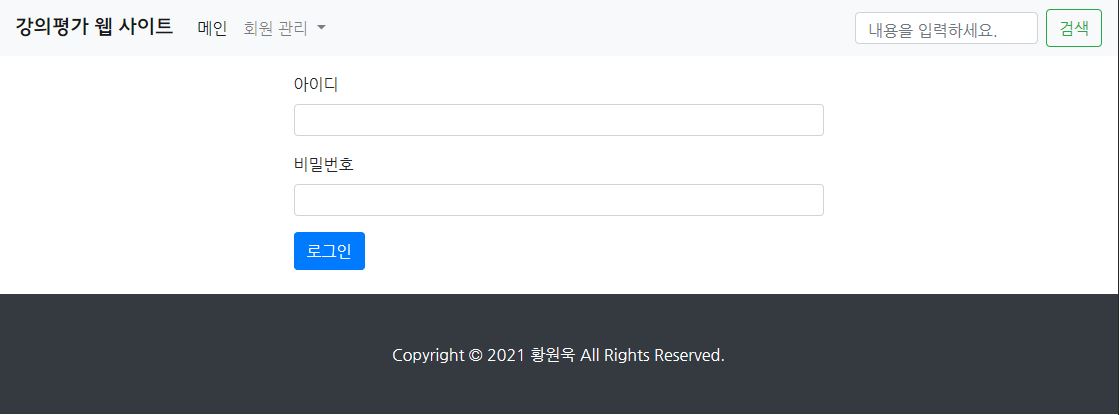 강의평가 웹 사이트 메인 회원 관리 내용을 입력하세요. 검색
아이디
비밀번호
로그인
Copyright © 2021 황원욱 All Rights Reserved.